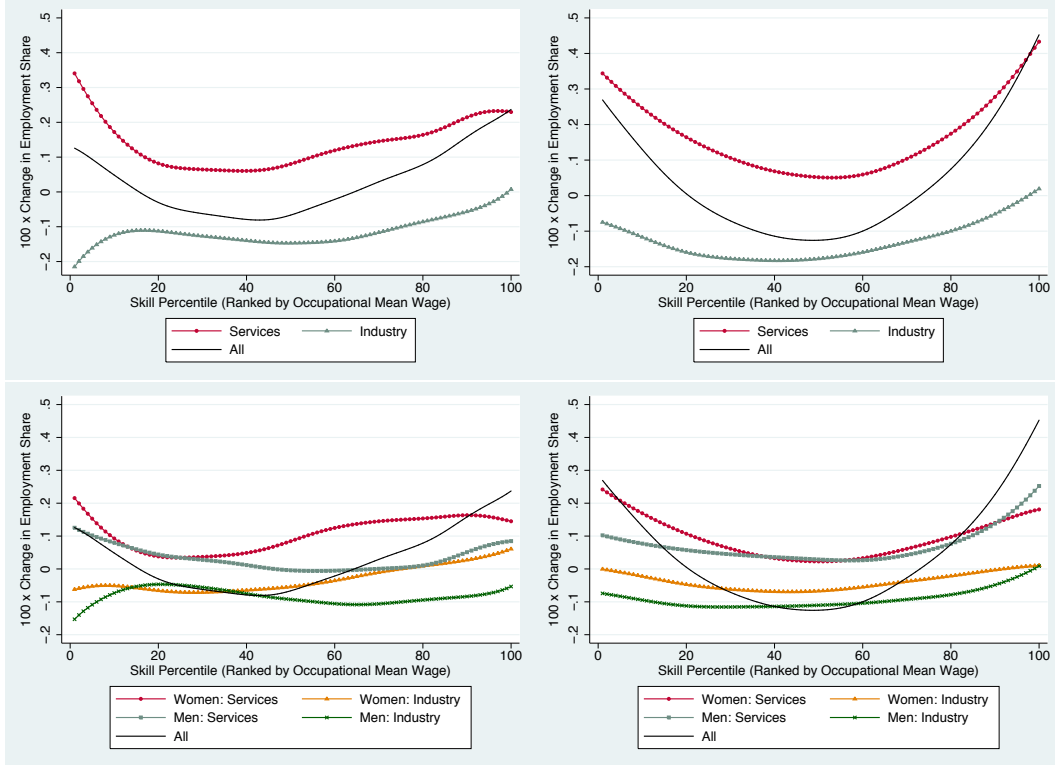 100 x Change in Employment Share
.5
.4
.3
.2
.1
0
-.1
-.2
0 20 40 60 80 100
Skill Percentile (Ranked by Occupational Mean Wage)
Services Industry
All
100 x Change in Employment Share
.5
.4
.3
.2
.1
0
-.1
-.2
0 20 40 60 80 100
Skill Percentile (Ranked by Occupational Mean Wage)
Services Industry
All
100 x Change in Employment Share
.5
.4
.3
.2
.1
0
-.1
-.2
0 20 40 60 80 100
Skill Percentile (Ranked by Occupational Mean Wage)
Women: Services Women: Industry
Men: Services Men: Industry
All
100 x Change in Employment Share
.5
.4
.3
.2
.1
0
-.1
-.2
0 20 40 60 80 100
Skill Percentile (Ranked by Occupational Mean Wage)
Women: Services Women: Industry
Men: Services Men: Industry
All